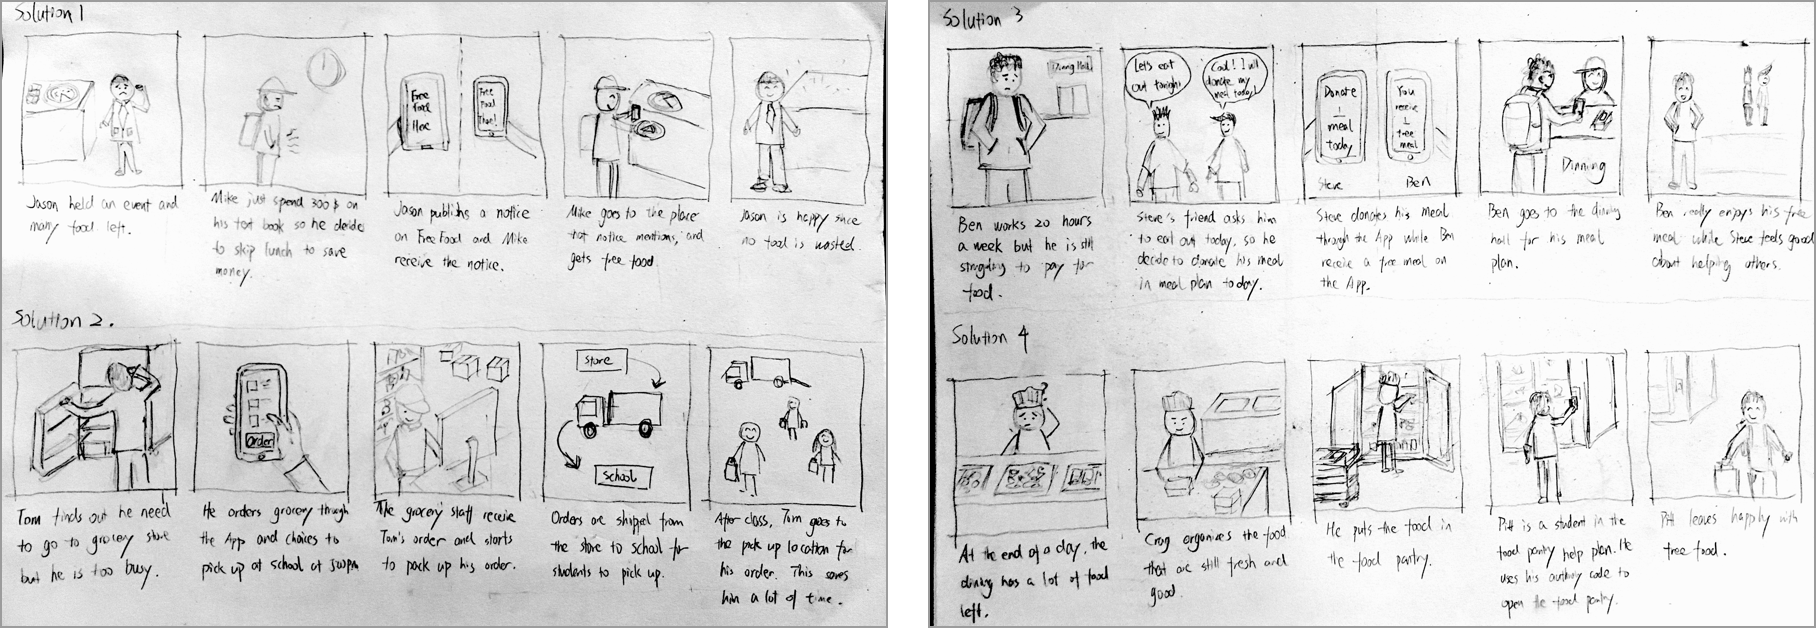 Solution 1
Free
Food
Here
Free
Food
There!
Jason held an event and
many food left.
Mike just spend 300 $ on
his text book so he decides
to skip lunch to save
money.
Jason publishs a notice
on Free Food and Mike
receive the notice.
Mike goes to the place
that notice mentions, and
gets free food.
Jason is happy since
no food is wasted.
Solution 2.
Order
Store
School
Tom finds out he need
to go to grocery store
but he is too busy.
He orders grocery through
the App and choices to
pick up at school at 5:00pm
The grocery staff receive
Tom's order and starts
to pack up his order.
Orders are shipped from
the store to school for
students to pick up.
After class, Tom goes to
the pick up location for
his order. This saves
him a lot of time.
Solution 3
Dinning Hall
Let's eat
out tonight
Cool! I will
donate my
meal today!
Donate
1
meal
today
Steve
You
receive
1
free
meal
Ben
Dinning
Ben works 20 hours
a week but he is still
struggling to pay for
food.
Steve's friend asks him
to eat out today, so he
decide to donate his meal
in meal plan today.
Steve donates his meal
through the App while Ben
receive a free meal on
the App.
Ben goes to the dinning
hall for his meal
plan.
Ben really enjoys his free
meal while Steve feels good
about helping others.
Solution 4
At the end of a day, the
dining has a lot of food
left.
organizes the food
that are still fresh and
good.
He puts the food in
the food pantry.
Pitt is a student in the
food pantry help plan. He
uses his authory code to
open the food pantry.
Pitt leaves happily with
free food.